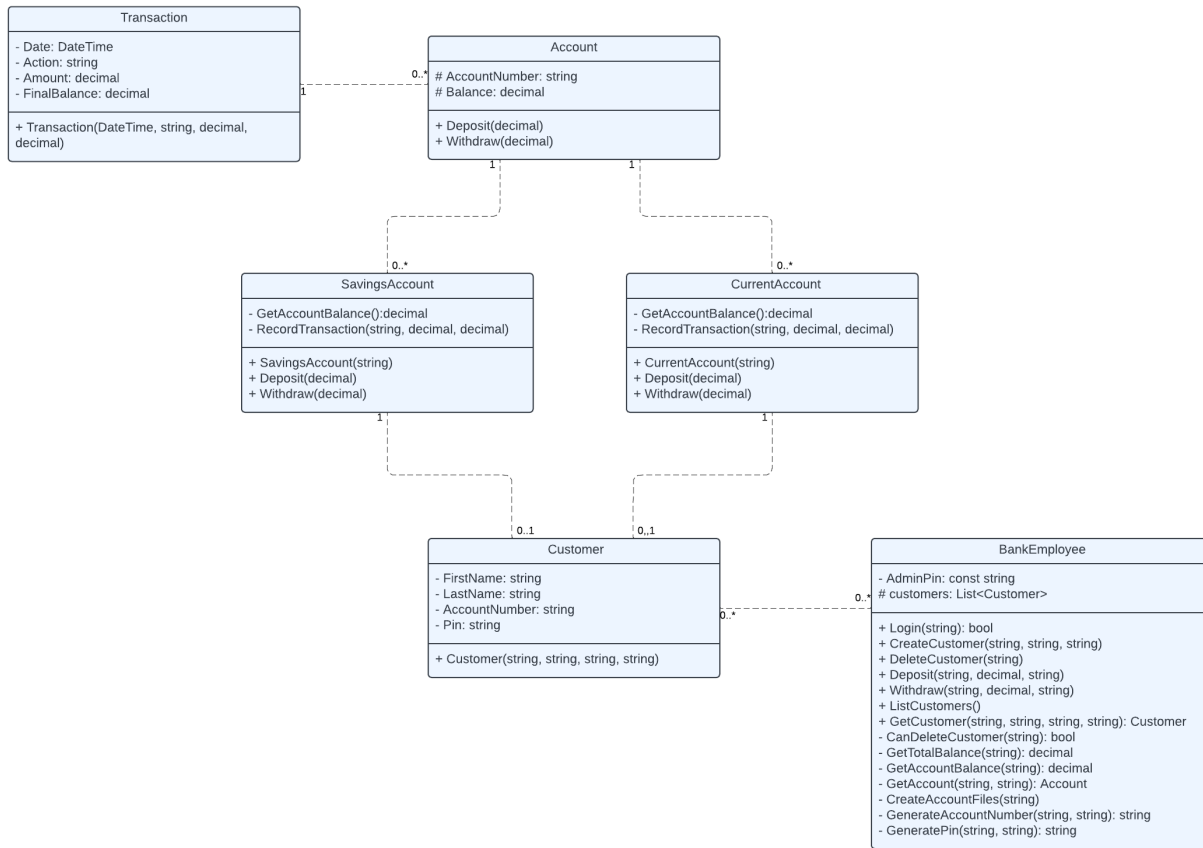 Transaction
- Date: DateTime
- Action: string
- Amount: decimal
- FinalBalance: decimal
+ Transaction(DateTime, string, decimal,
decimal)
1
0..*
Account
# AccountNumber: string
# Balance: decimal
+ Deposit(decimal)
+ Withdraw(decimal)
1
1
0..*
0..*
SavingsAccount
- GetAccountBalance():decimal
- RecordTransaction(string, decimal, decimal)
+ SavingsAccount(string)
+ Deposit(decimal)
+ Withdraw(decimal)
1
CurrentAccount
- GetAccountBalance():decimal
- RecordTransaction(string, decimal, decimal)
+ CurrentAccount(string)
+ Deposit(decimal)
+ Withdraw(decimal)
1
0..1
0,,1
Customer
- FirstName: string
- LastName: string
- AccountNumber: string
- Pin: string
+ Customer(string, string, string, string)
0..*
0..*
BankEmployee
- AdminPin: const string
# customers: List<Customer>
+ Login(string): bool
+ CreateCustomer(string, string, string)
+ DeleteCustomer(string)
+ Deposit(string, decimal, string)
+ Withdraw(string, decimal, string)
+ ListCustomers()
+ GetCustomer(string, string, string, string): Customer
- CanDeleteCustomer(string): bool
- GetTotalBalance(string): decimal
- GetAccountBalance(string): decimal
- GetAccount(string, string): Account
- CreateAccountFiles(string)
- GenerateAccountNumber(string, string): string
- GeneratePin(string, string): string